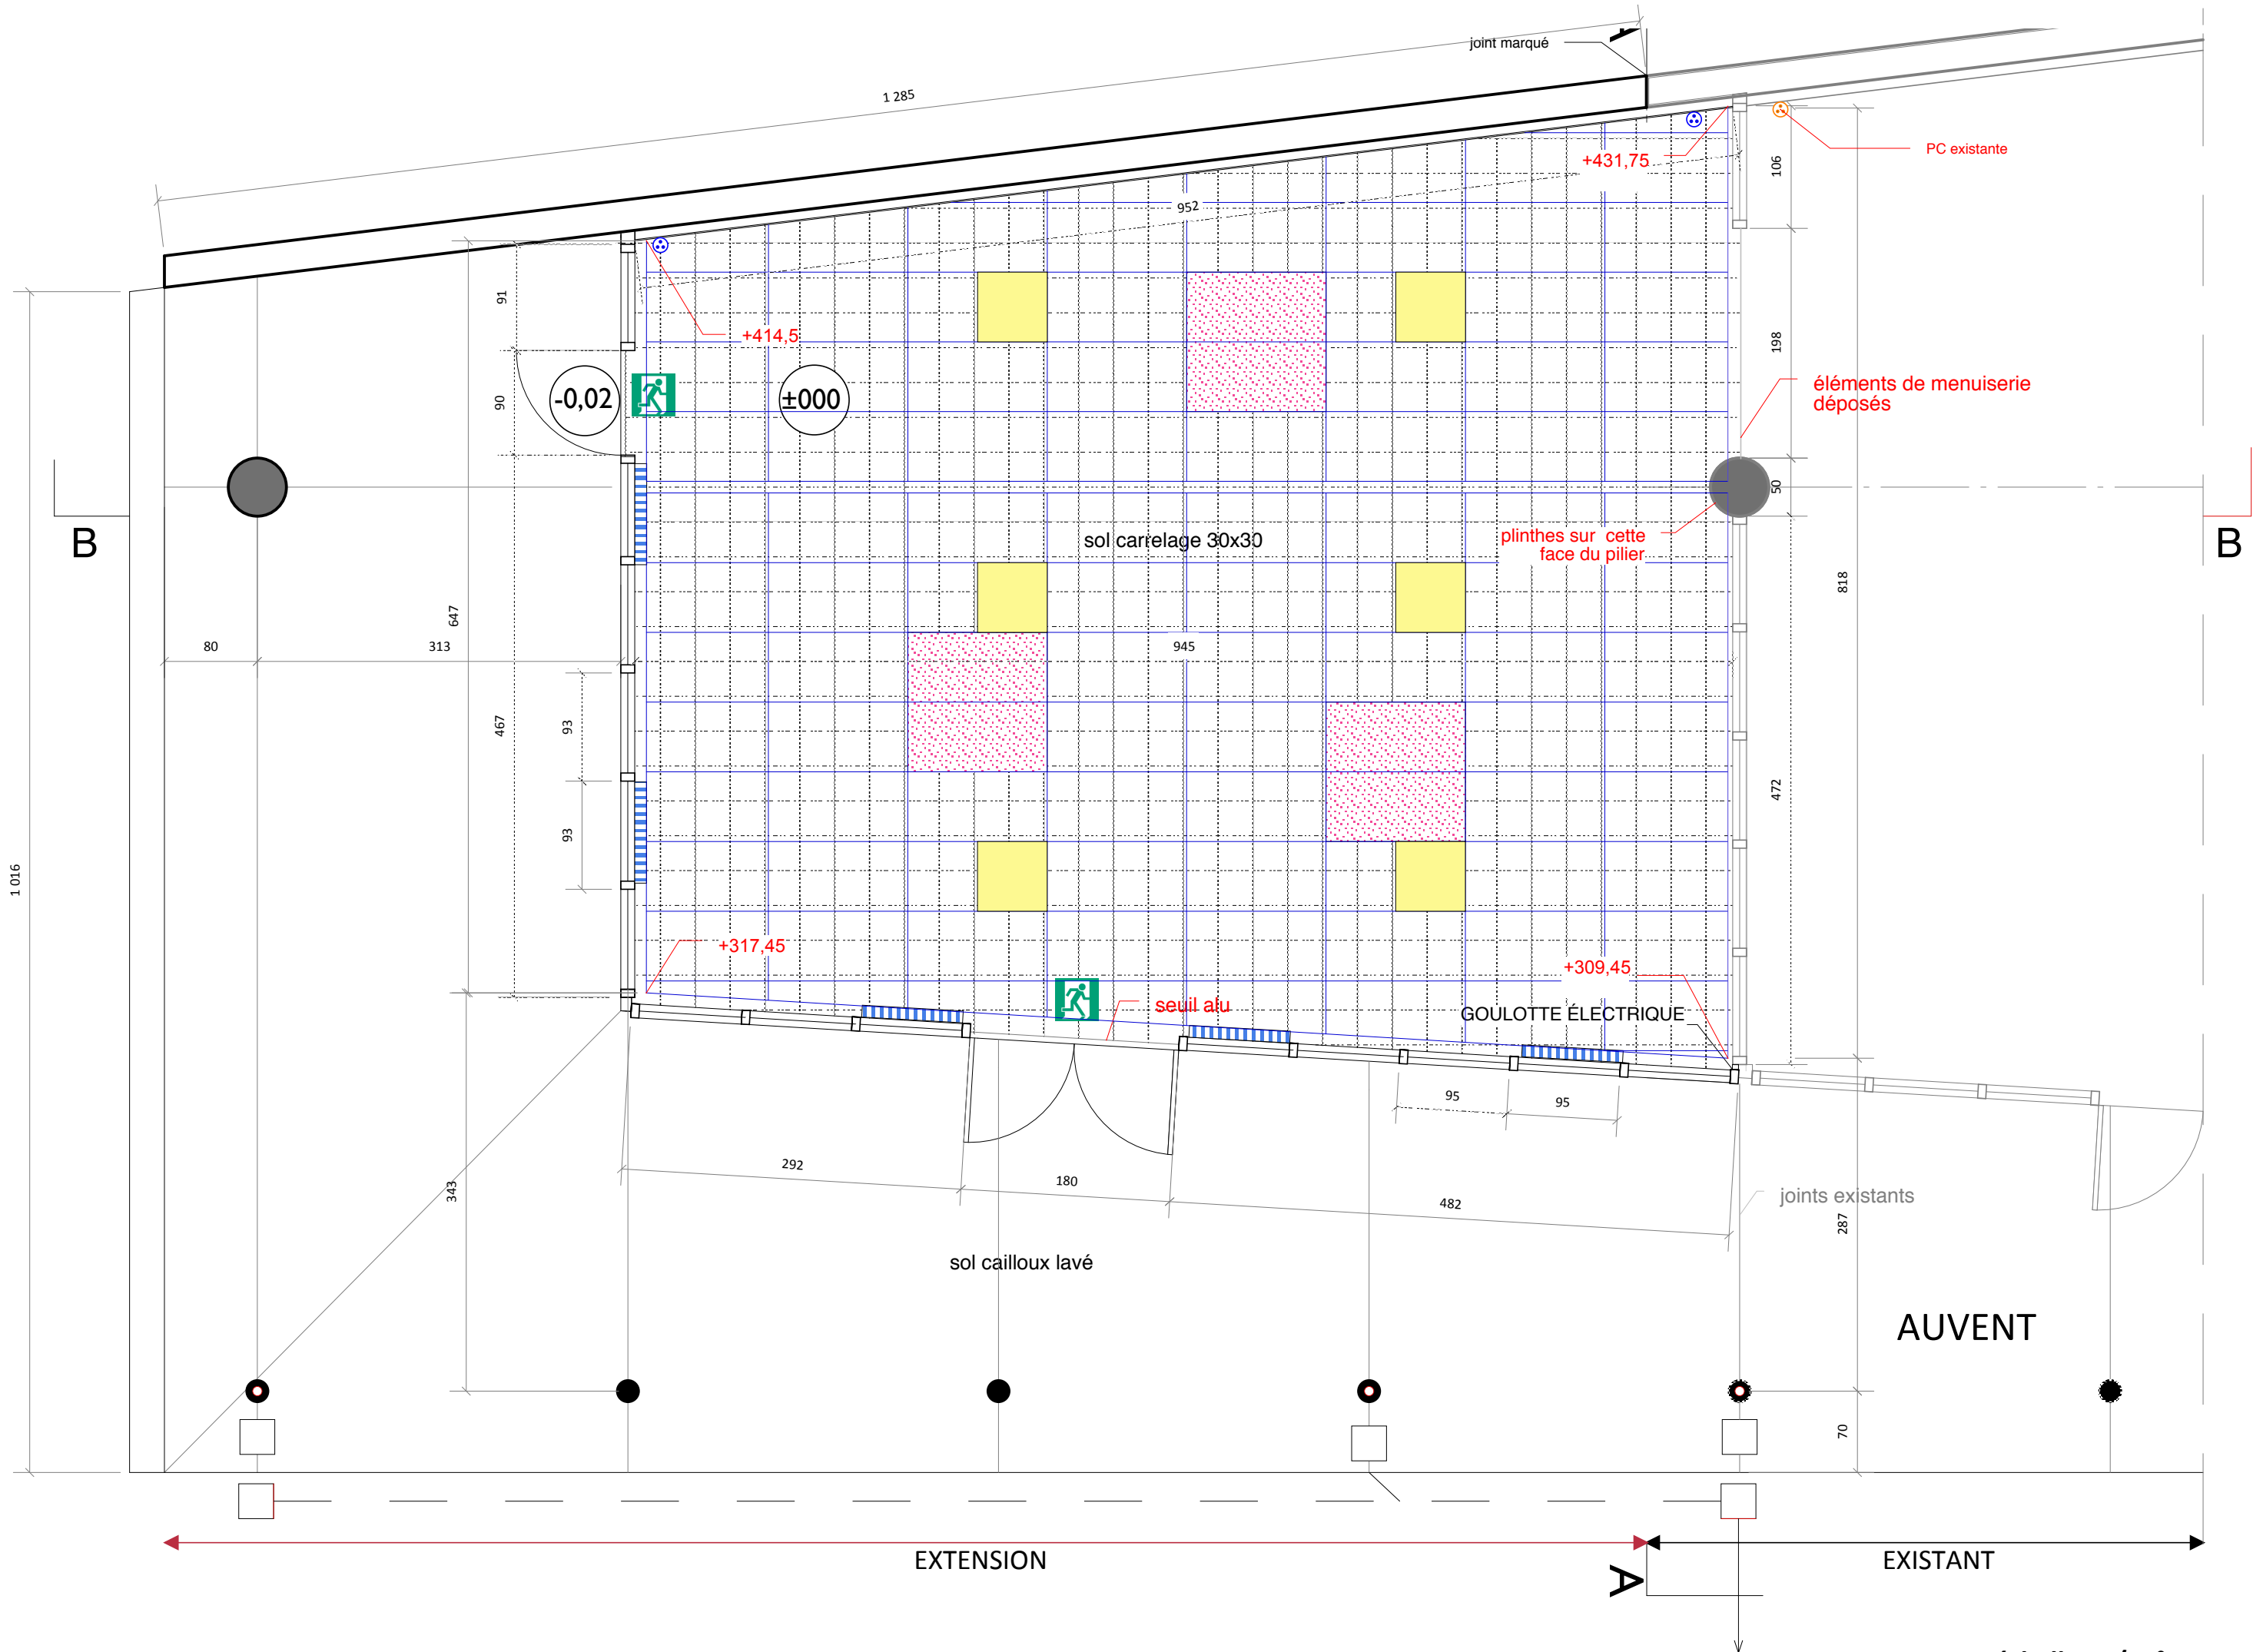 joint marqué
1 285
PC existante
+431,75
106
952
91
+414,5
198
éléments de menuiserie
déposés
-0,02
±000
90
50
B
plinthes sur cette
face du pilier
B
sol carrelage 30x30
818
647
80
313
945
467
93
472
93
1 016
+317,45
+309,45
seuil alu
GOULOTTE ÉLECTRIQUE
95
95
292
180
482
343
joints existants
287
sol cailloux lavé
AUVENT
70
EXTENSION
EXISTANT
A